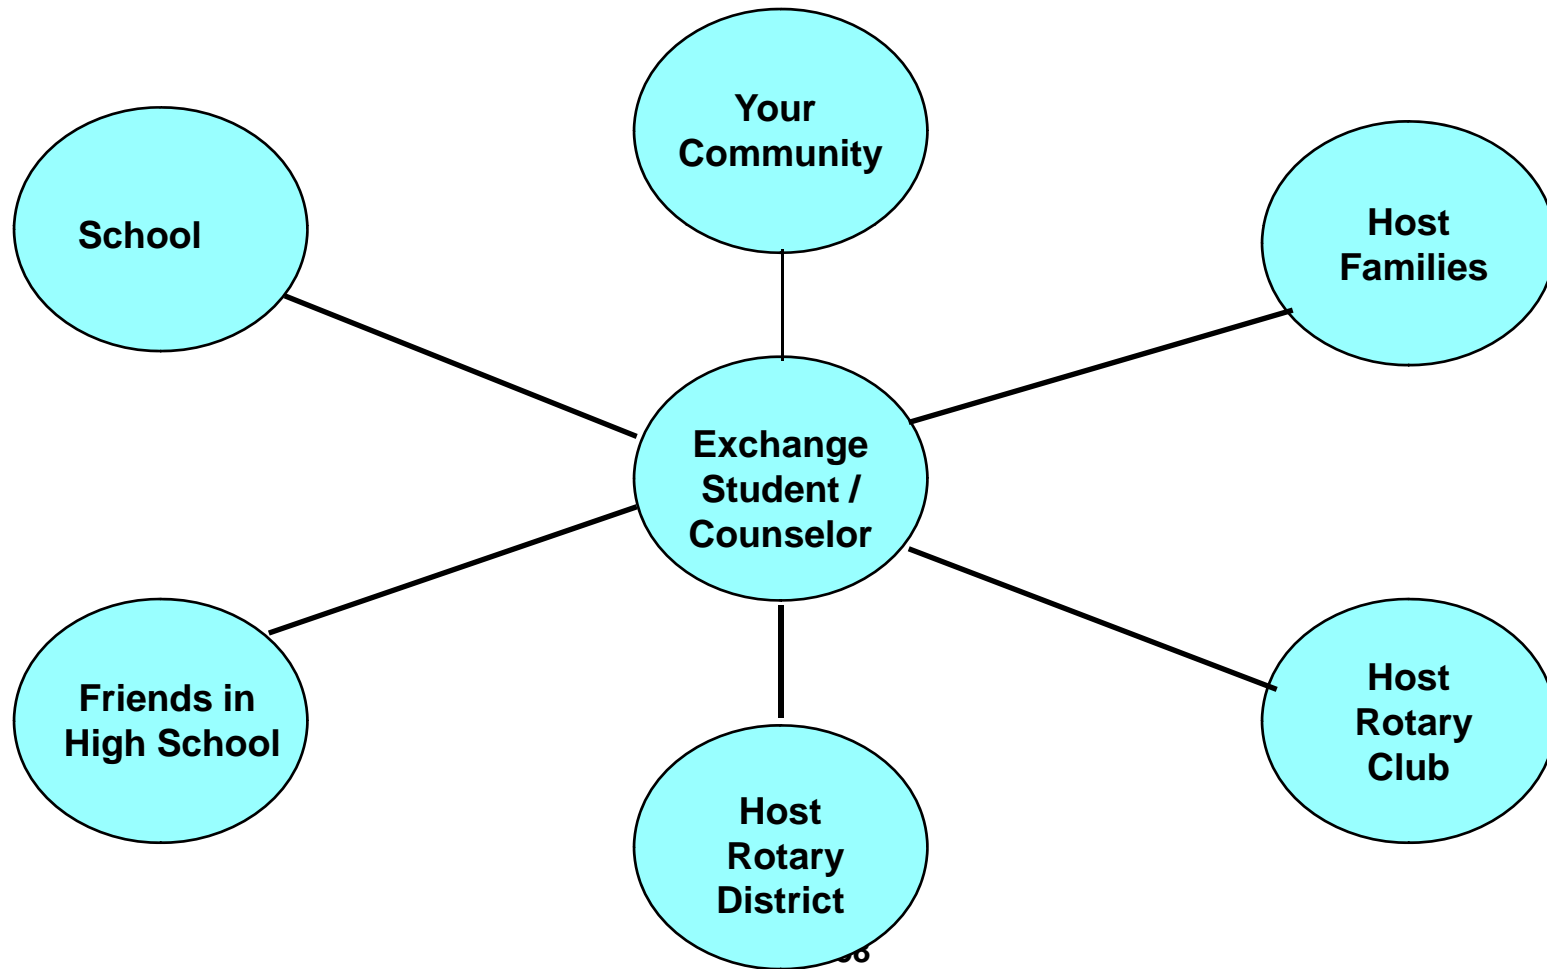 Your
Community
School
Host
Families
Exchange
Student /
Counselor
Friends in
High School
Host
Rotary
Club
Host
Rotary
District